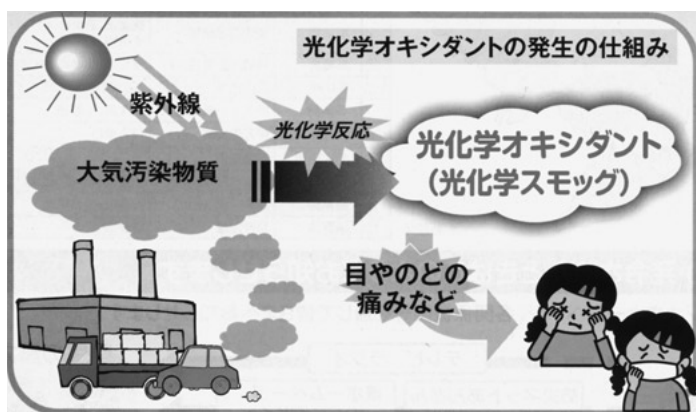 光化学オキシダントの発生の仕組み
紫外線
大気汚染物質
光化学反応
光化学オキシダント
(光化学スモッグ)
目やのどの
痛みなど